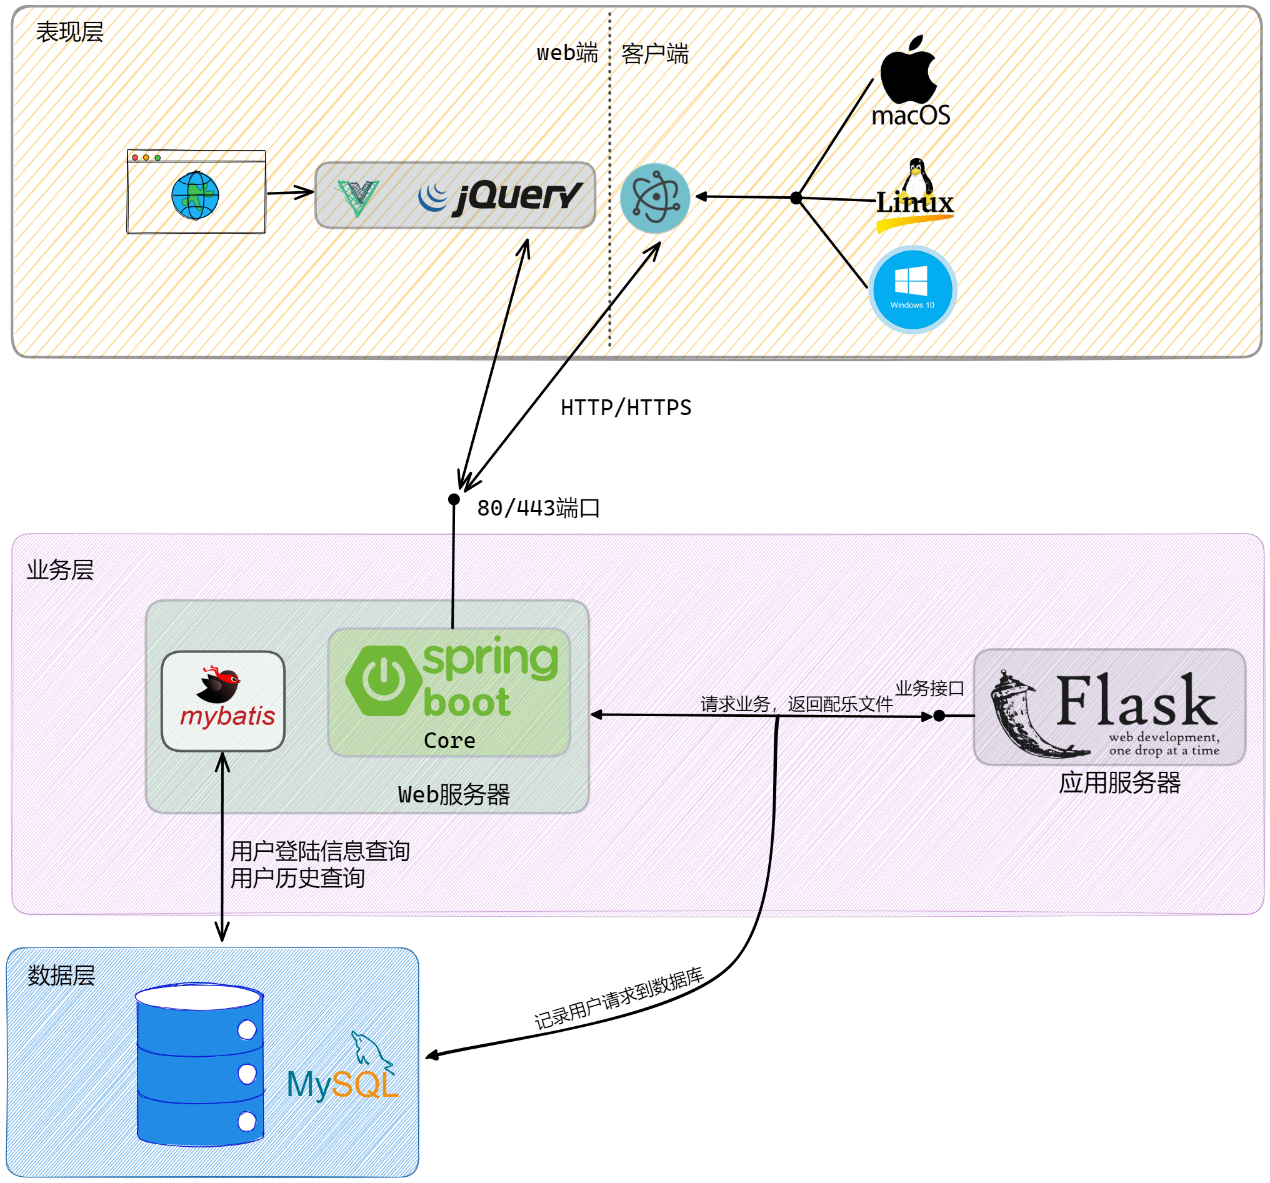 表现层
web端
客户端
macOS
jQuery
Linux
Windows 10
HTTP/HTTPS
80/443端口
业务层
mybatis
spring
boot
Core
Web服务器
请求业务，返回配乐文件
业务接口
Flask
web development,
one drop at a time
应用服务器
用户登陆信息查询
用户历史查询
数据层
记录用户请求到数据库
MySQL